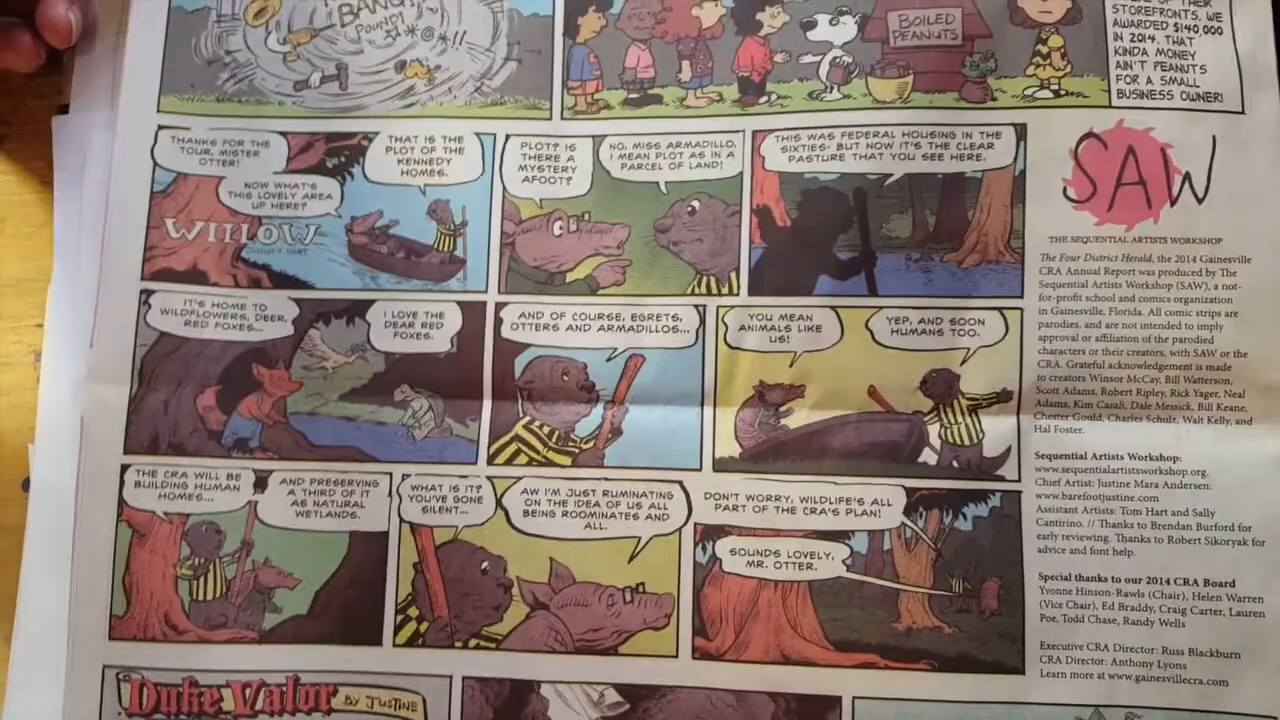 BANG!
POUND!
BOILED
PEANUTS
STOREFRONTS. WE
AWARDED $140,000
IN 2014. THAT
KINDA MONEY
AIN'T PEANUTS
FOR A SMALL
BUSINESS OWNER!
THANKS FOR THE
TOUR, MISTER
OTTER!
THAT IS THE
PLOT OF THE
KENNEDY
HOMES.
NOW WHAT'S
THIS LOVELY AREA
UP HERE?
WILLOW
PLOT? IS
THERE A
MYSTERY
AFOOT?
NO, MISS ARMADILLO,
I MEAN PLOT AS IN A
PARCEL OF LAND!
THIS WAS FEDERAL HOUSING IN THE
SIXTIES- BUT NOW IT'S THE CLEAR
PASTURE THAT YOU SEE HERE.
IT'S HOME TO
WILDFLOWERS, DEER,
RED FOXES...
I LOVE THE
DEAR RED
FOXES.
AND OF COURSE, EGRETS,
OTTERS AND ARMADILLOS...
YOU MEAN
ANIMALS LIKE
US!
YEP, AND SOON
HUMANS TOO.
THE CRA WILL BE
BUILDING HUMAN
HOMES...
AND PRESERVING
A THIRD OF IT
AS NATURAL
WETLANDS.
WHAT IS IT?
YOU'VE GONE
SILENT...
AW I'M JUST RUMINATING
ON THE IDEA OF US ALL
BEING ROOMINATES AND
ALL.
DON'T WORRY, WILDLIFE'S ALL
PART OF THE CRA'S PLAN!
SOUNDS LOVELY,
MR. OTTER.
SAW
THE SEQUENTIAL ARTISTS WORKSHOP
The Four District Herald, the 2014 Gainesville
CRA Annual Report was produced by The
Sequential Artists Workshop (SAW), a not-
for-profit school and comics organization
in Gainesville, Florida. All comic strips are
parodies, and are not intended to imply
approval or affiliation of the parodied
characters or their creators, with SAW or the
CRA. Grateful acknowledgement is made
to creators Winsor McCay, Bill Watterson,
Scott Adams, Robert Ripley, Rick Yager, Neal
Adams, Kim Casali, Dale Messick, Bill Keane,
Chester Gould, Charles Schulz, Walt Kelly, and
Hal Foster.
Sequential Artists Workshop:
www.sequentialartistsworkshop.org.
Chief Artist: Justine Mara Andersen:
www.barefootjustine.com
Assistant Artists: Tom Hart and Sally
Cantirino. // Thanks to Brendan Burford for
early reviewing. Thanks to Robert Sikoryak for
advice and font help.
Special thanks to our 2014 CRA Board
Yvonne Hinson-Rawls (Chair), Helen Warren
(Vice Chair), Ed Braddy, Craig Carter, Lauren
Poe, Todd Chase, Randy Wells
Executive CRA Director: Russ Blackburn
CRA Director: Anthony Lyons
Learn more at www.gainesvillecra.com
Duke Valor BY JUSTINE